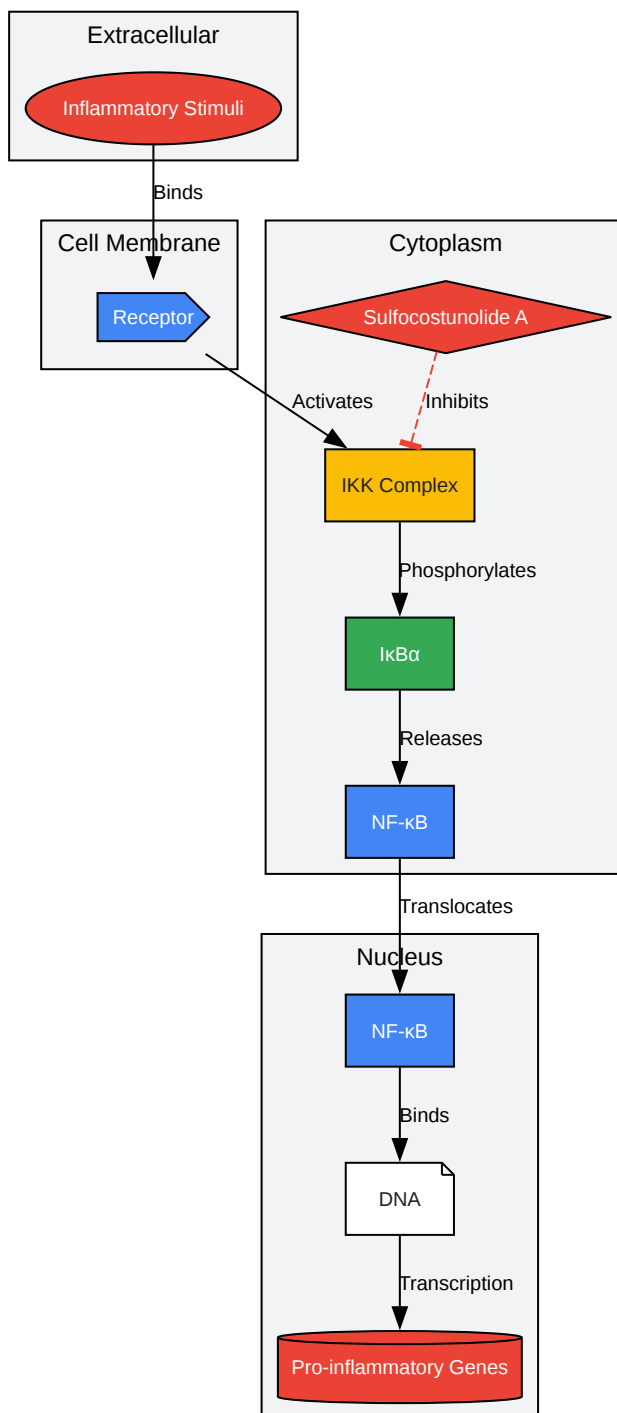 Extracellular
Inflammatory Stimuli
Binds
Cell Membrane
Cytoplasm
Receptor
Sulfocostunolide A
Activates
Inhibits
IKK Complex
Phosphorylates
IκBα
Releases
NF-κB
Translocates
Nucleus
NF-κB
Binds
DNA
Transcription
Pro-inflammatory Genes